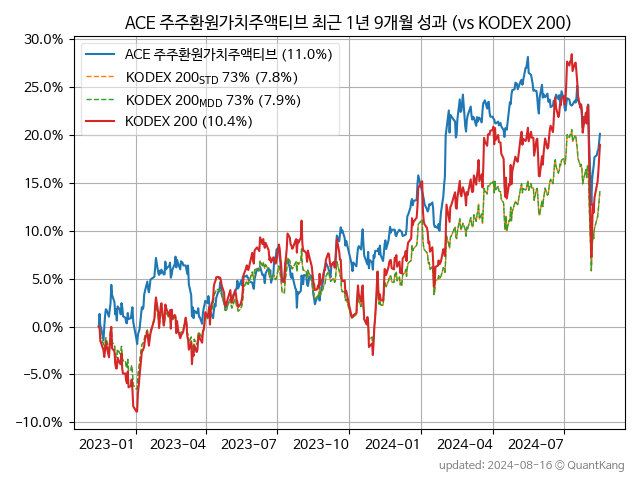 ACE 주주환원가치주액티브 최근 1년 9개월 성과 (vs KODEX 200)
30.0%
25.0%
20.0%
15.0%
10.0%
5.0%
0.0%
−5.0%
−10.0%
ACE 주주환원가치주액티브 (11.0%)
KODEX 200STD 73% (7.8%)
KODEX 200MDD 73% (7.9%)
KODEX 200 (10.4%)
2023-01 2023-04 2023-07 2023-10 2024-01 2024-04 2024-07
updated: 2024-08-16 ⓒ QuantKang